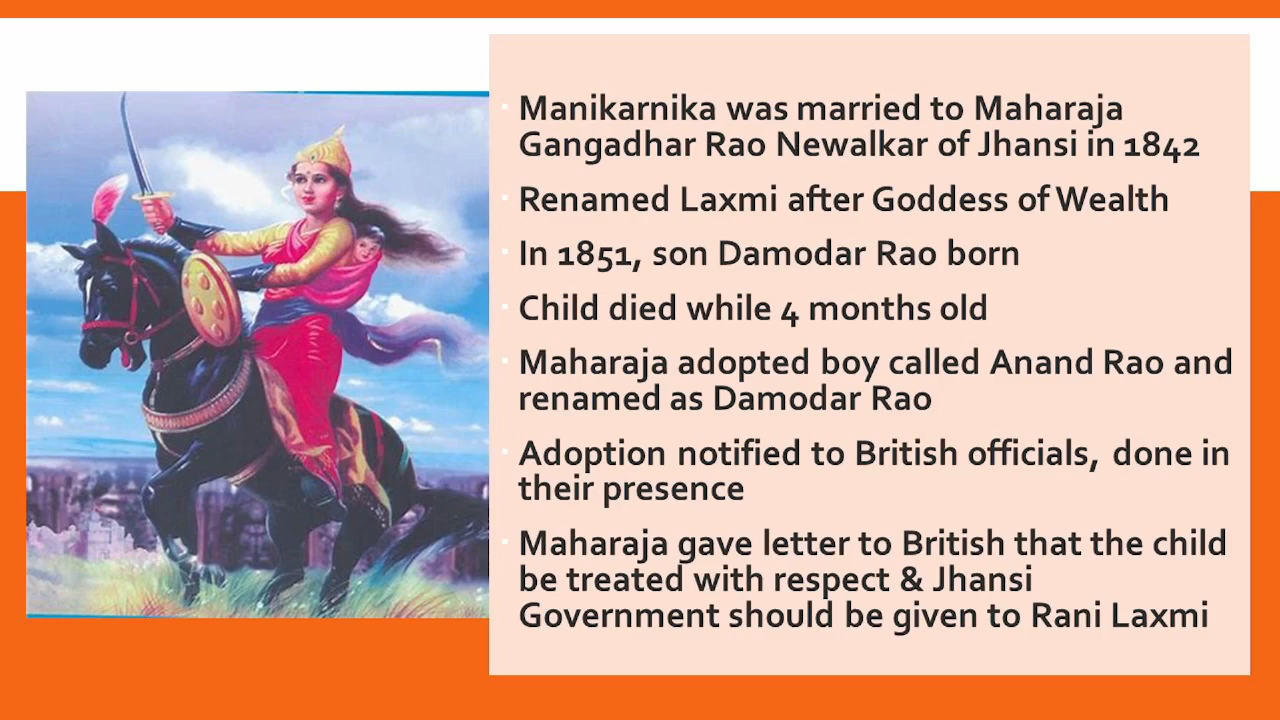 Manikarnika was married to Maharaja
Gangadhar Rao Newalkar of Jhansi in 1842
Renamed Laxmi after Goddess of Wealth
In 1851, son Damodar Rao born
Child died while 4 months old
Maharaja adopted boy called Anand Rao and
renamed as Damodar Rao
Adoption notified to British officials, done in
their presence
Maharaja gave letter to British that the child
be treated with respect & Jhansi
Government should be given to Rani Laxmi